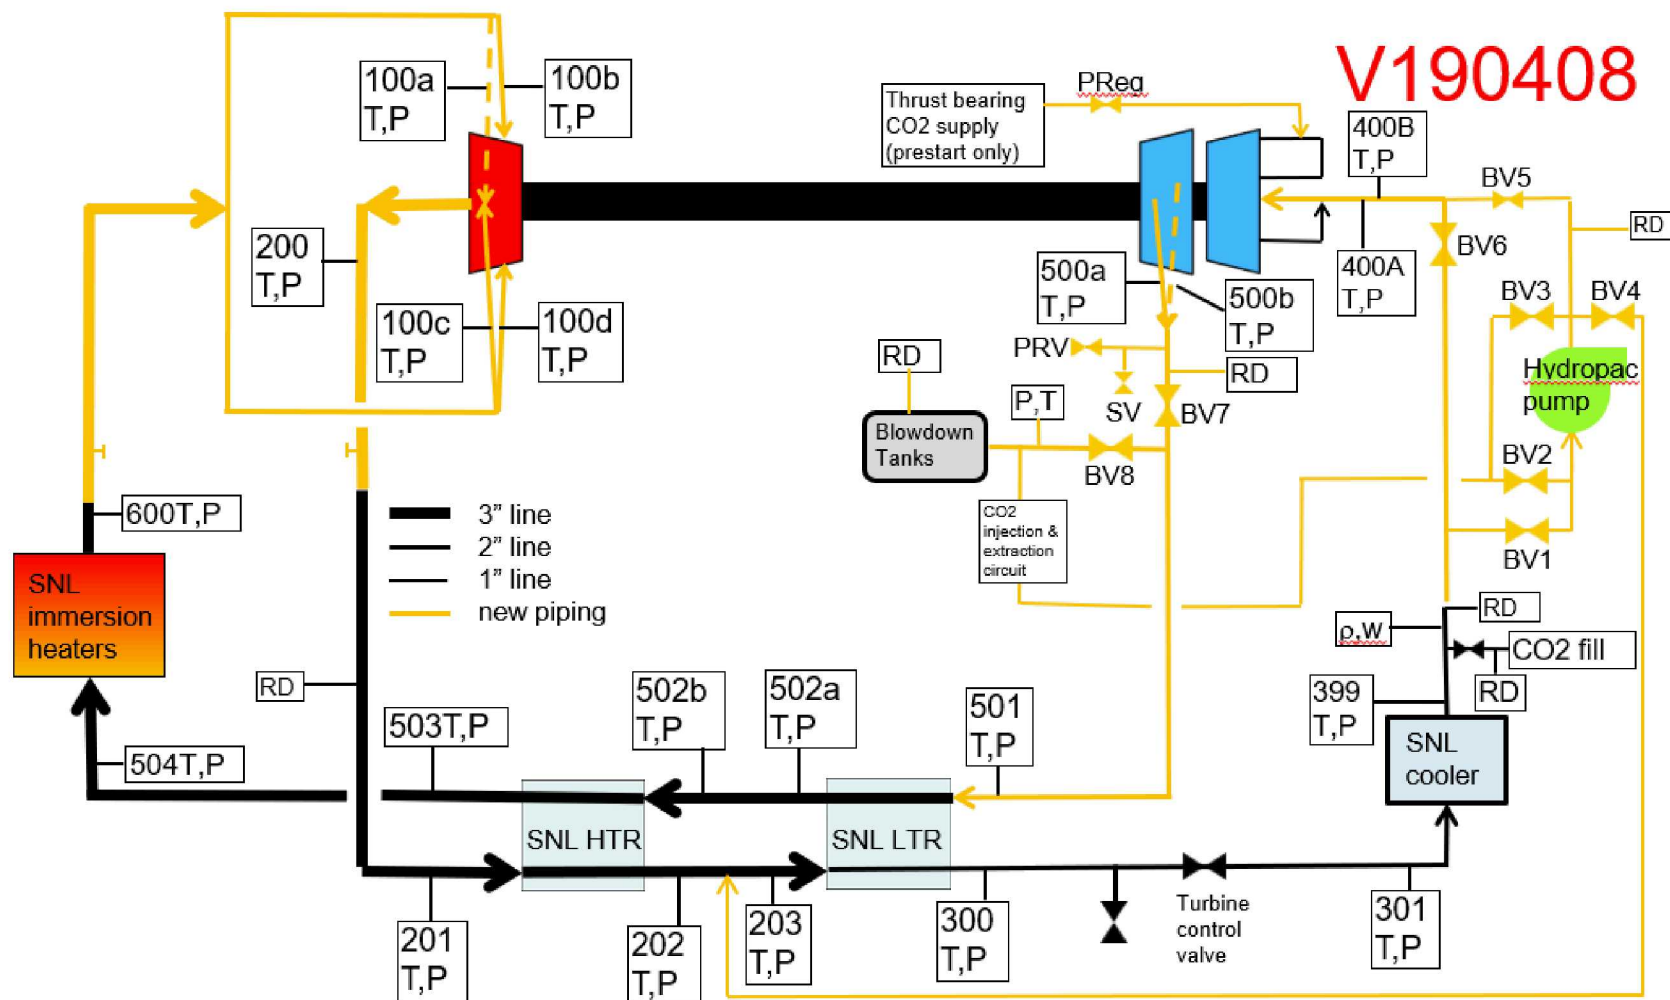 V190408
100a
T,P
100b
T,P
Thrust bearing
CO2 supply
(prestart only)
PReg
400B
T,P
BV5
RD
200
T,P
BV6
400A
T,P
500a
T,P
500b
T,P
100c
T,P
100d
T,P
BV3
BV4
PRV
RD
RD
SV
BV7
P,T
Hydropac
pump
Blowdown
Tanks
BV8
BV2
600T,P
3” line
2” line
1” line
new piping
CO2
injection &
extraction
circuit
BV1
SNL
immersion
heaters
RD
ρ,W
CO2 fill
RD
RD
502b
T,P
502a
T,P
501
T,P
399
T,P
503T,P
504T,P
SNL
cooler
SNL HTR
SNL LTR
201
T,P
202
T,P
203
T,P
300
T,P
Turbine
control
valve
301
T,P